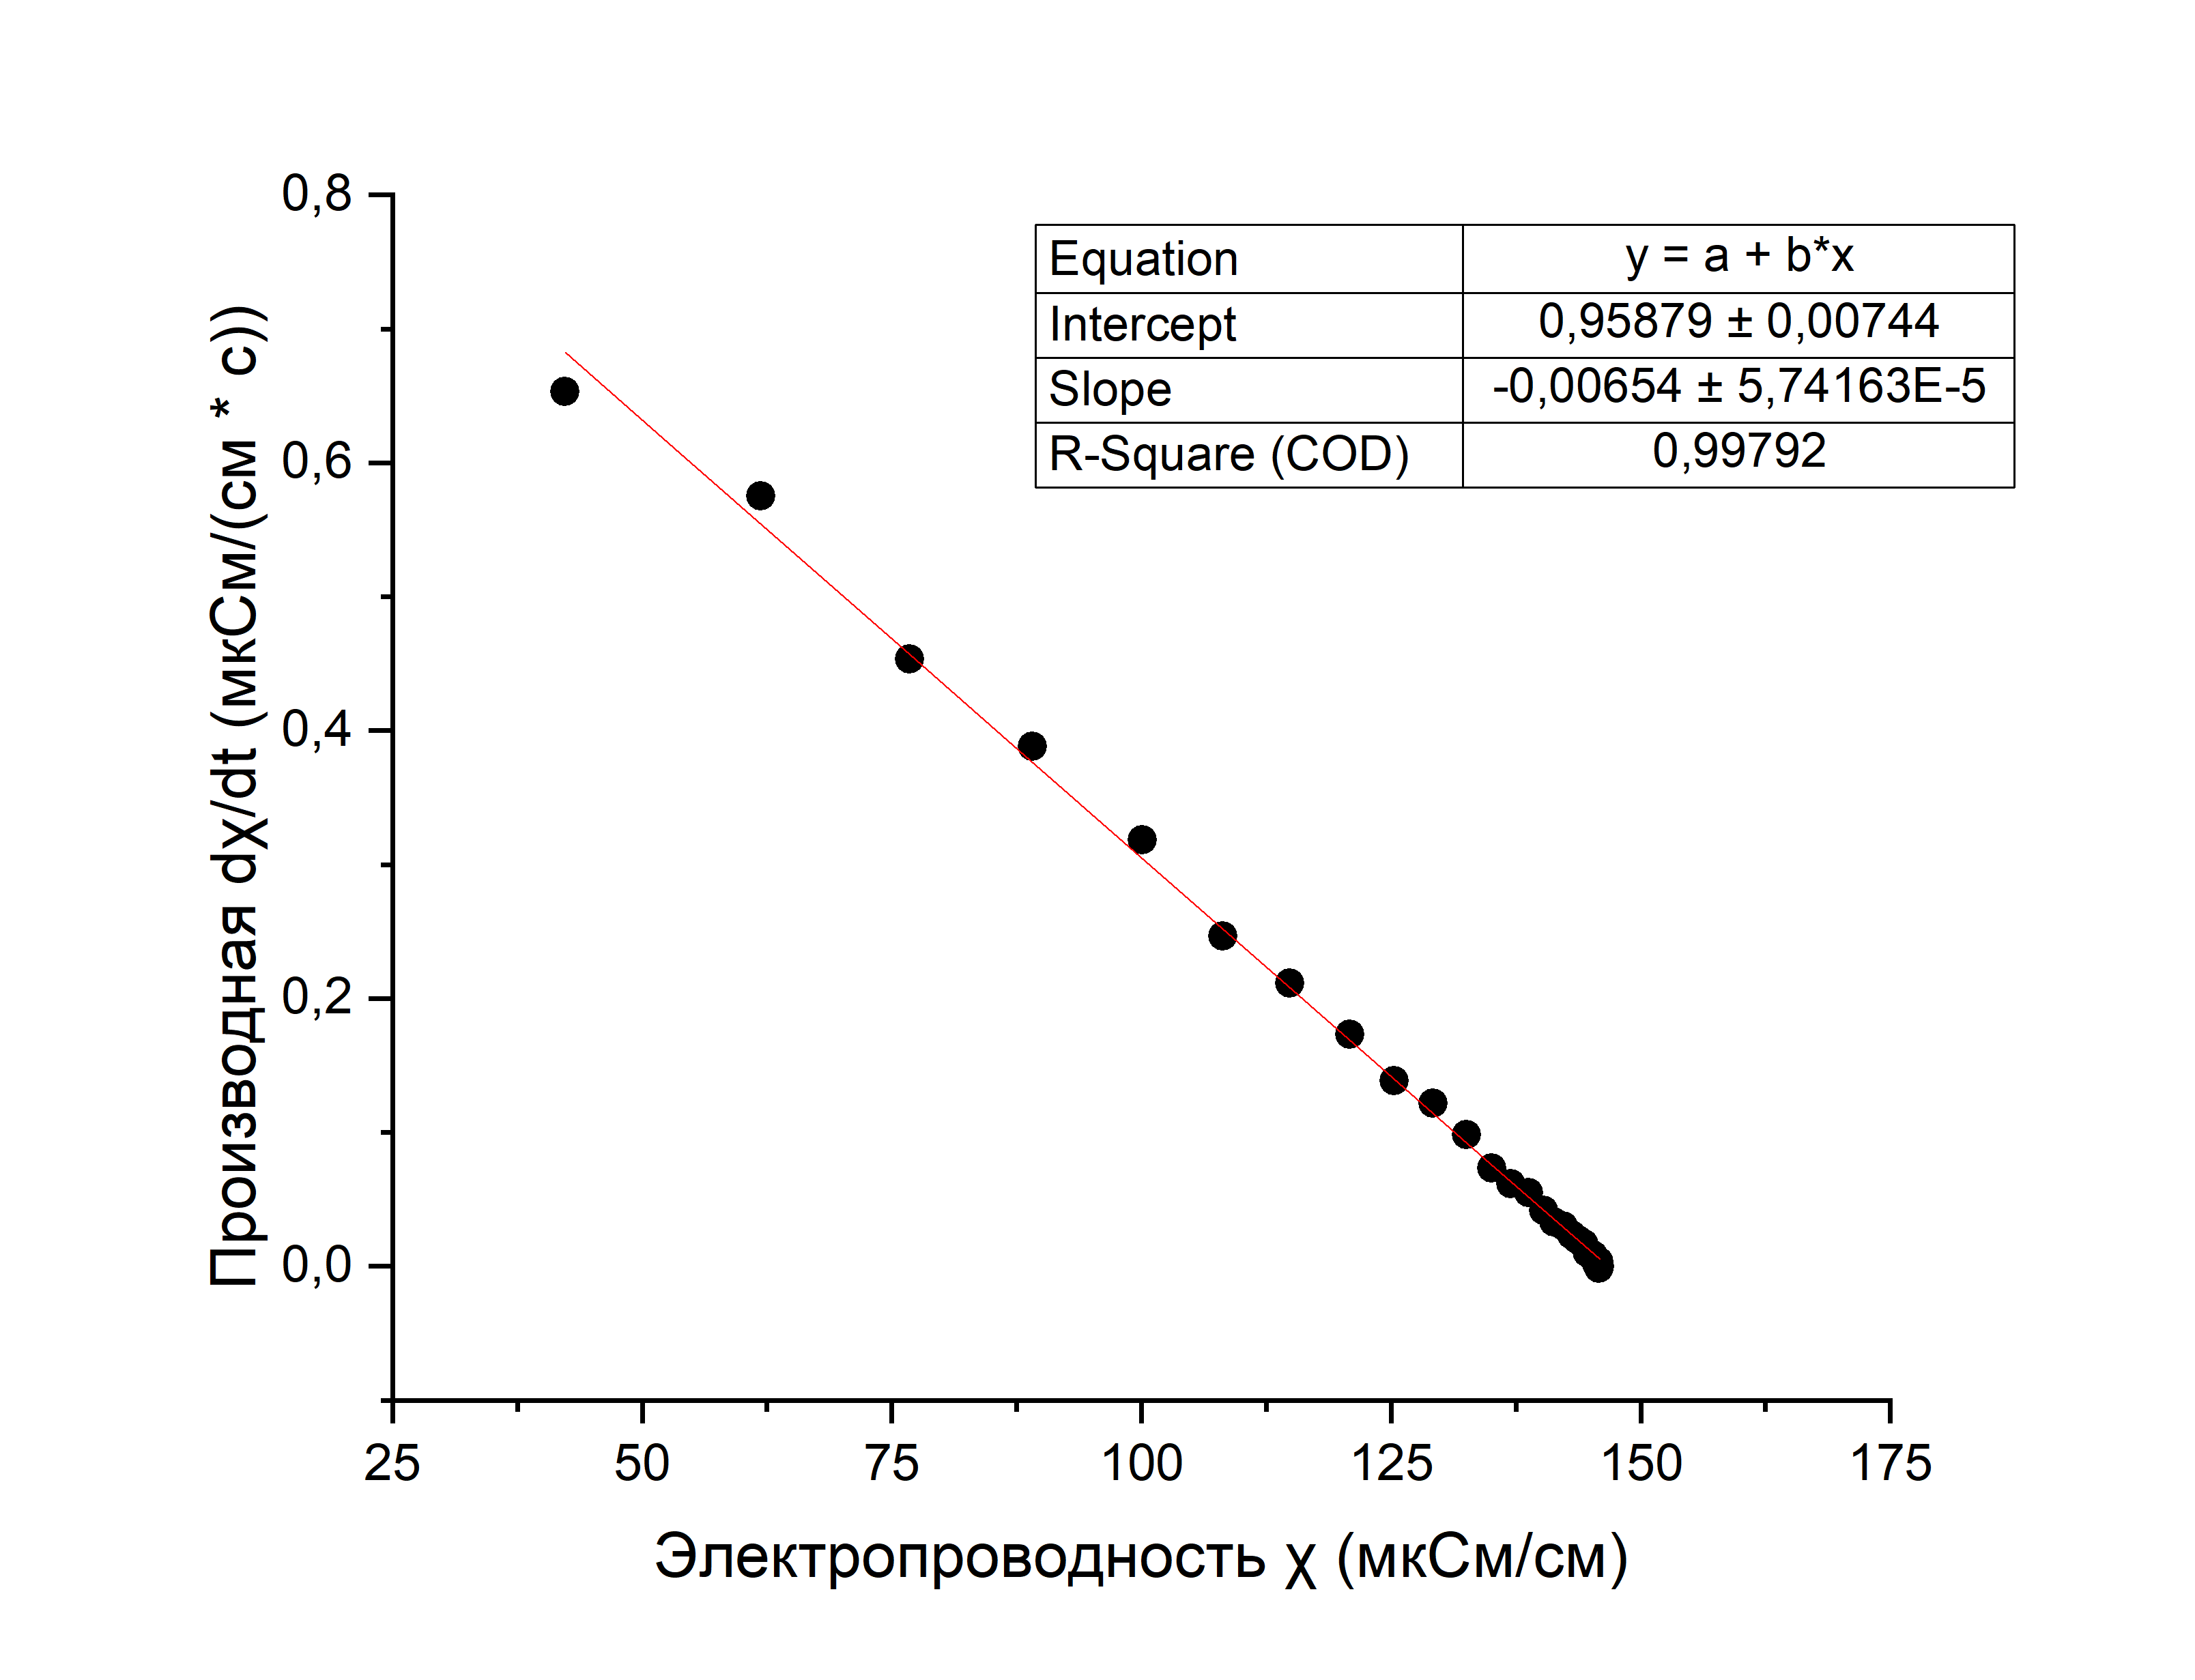 Производная dχ/dt (мкСм/(см * с))
0,8
0,6
0,4
0,2
0,0
Equation y = a + b*x
Intercept 0,95879 ± 0,00744
Slope -0,00654 ± 5,74163E-5
R-Square (COD) 0,99792
25 50 75 100 125 150 175
Электропроводность χ (мкСм/см)